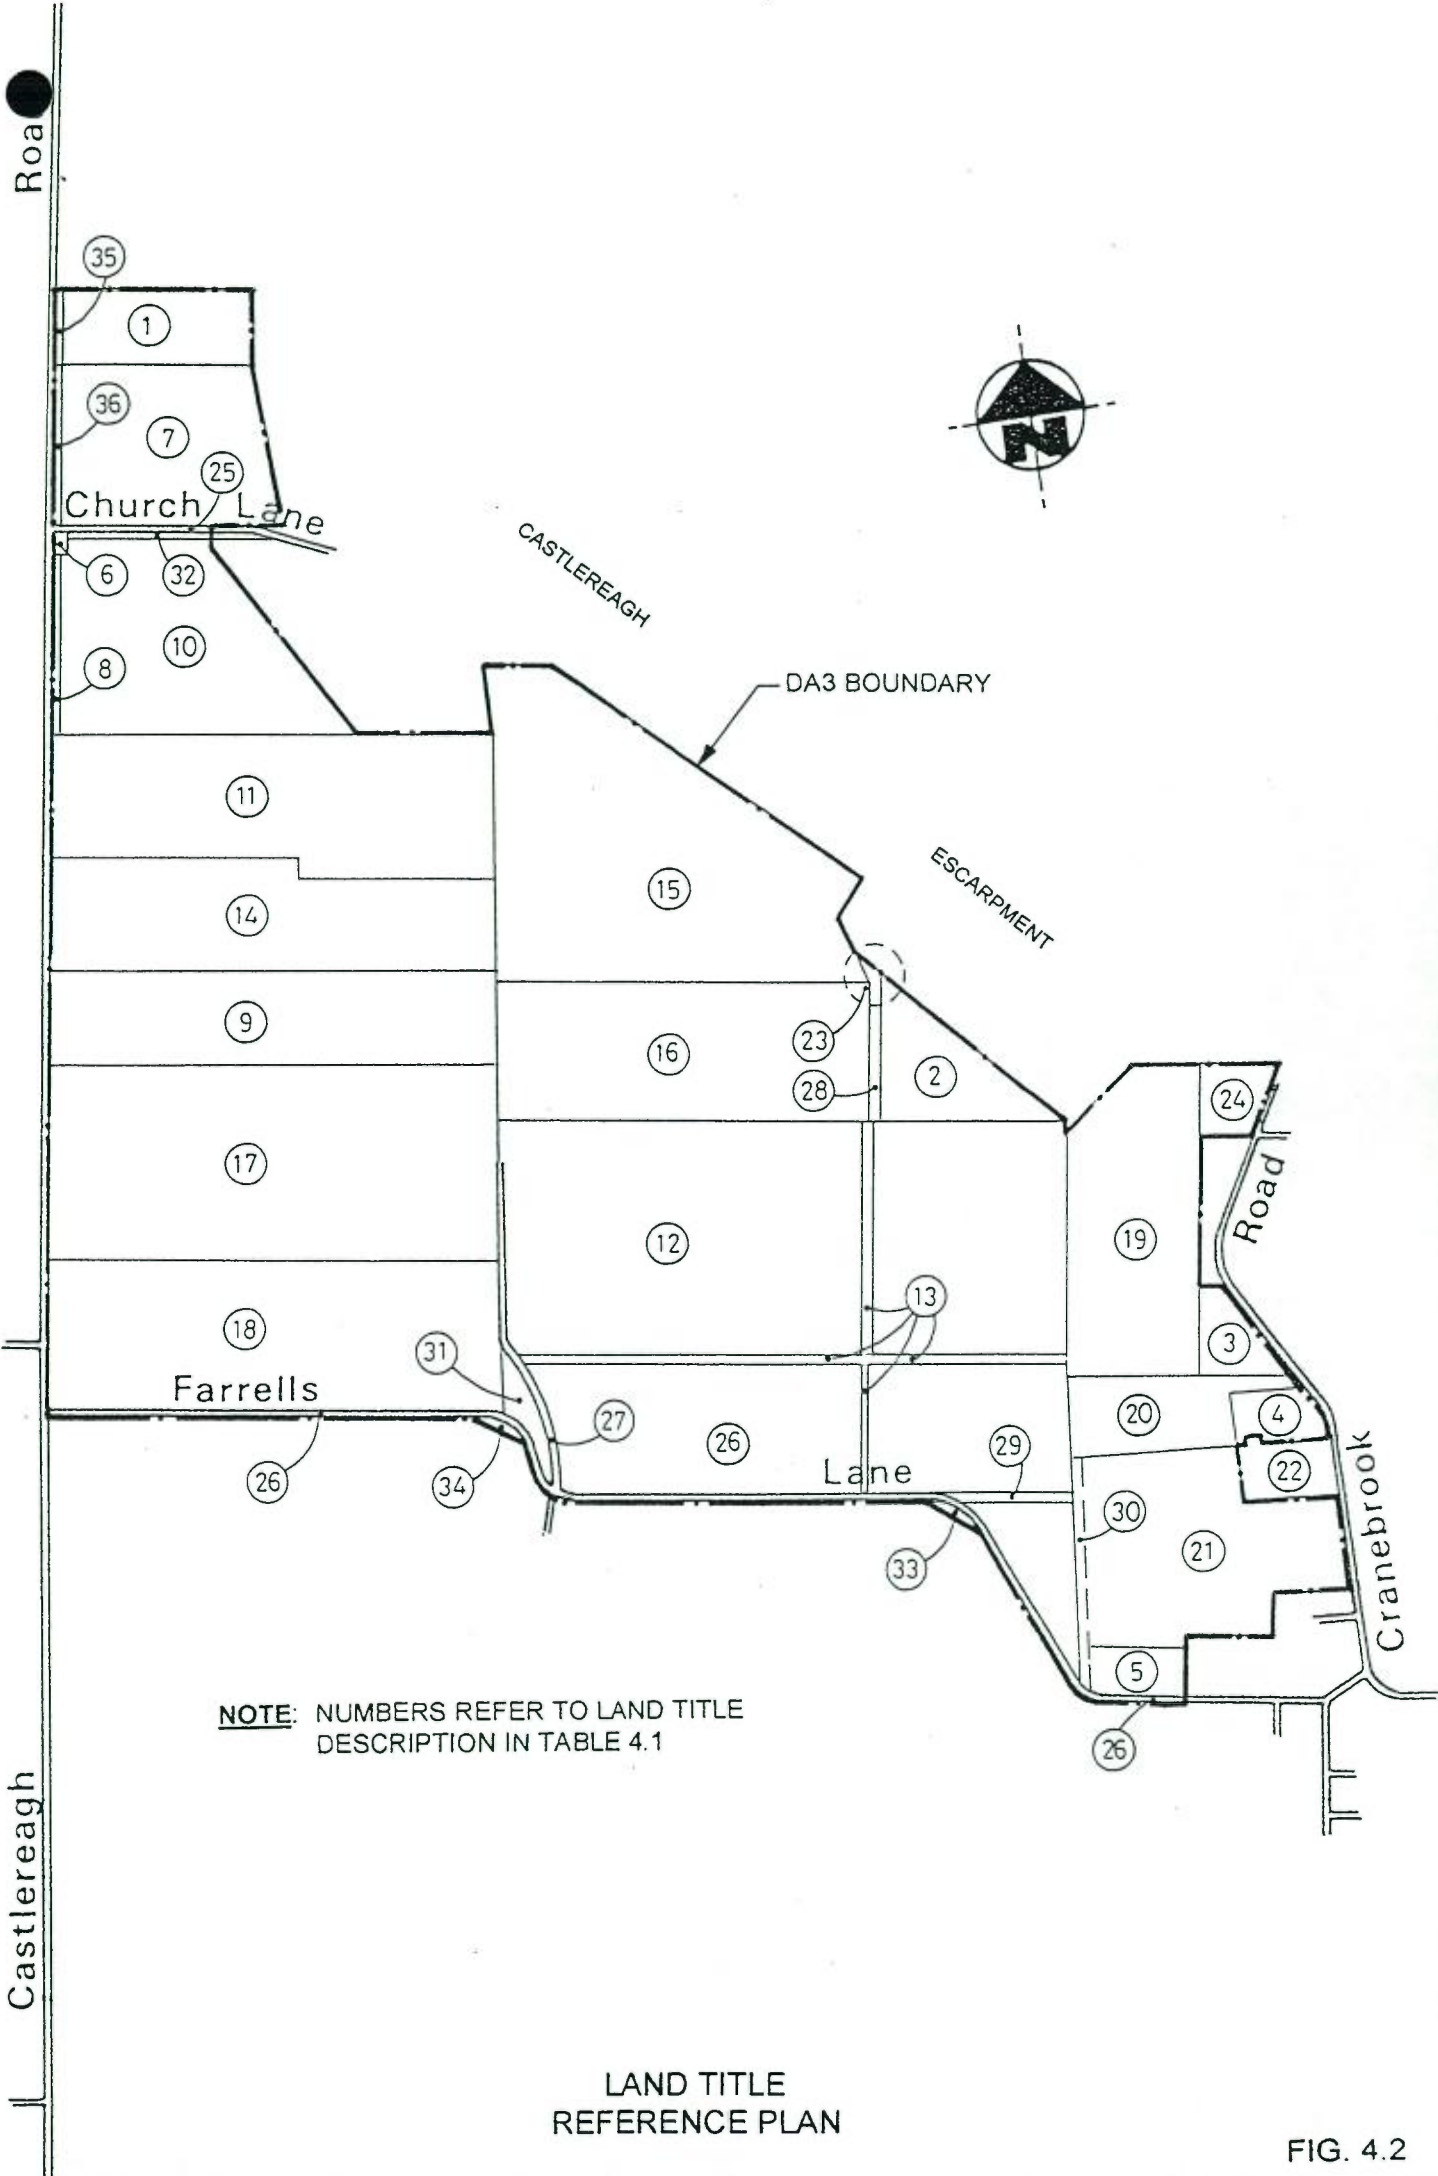 Roa
35
1
36
7
25
Church Lane
6
32
10
8
N
CASTLEREAGH
DA3 BOUNDARY
11
15
ESCARPMENT
14
9
23
16
28
2
24
17
Road
12
19
13
18
31
3
Farrells
27
20
4
26
26
29
34
Lane
22
30
Cranebrook
33
21
5
26
NOTE: NUMBERS REFER TO LAND TITLE
DESCRIPTION IN TABLE 4.1
Castlereagh
LAND TITLE
REFERENCE PLAN
FIG. 4.2